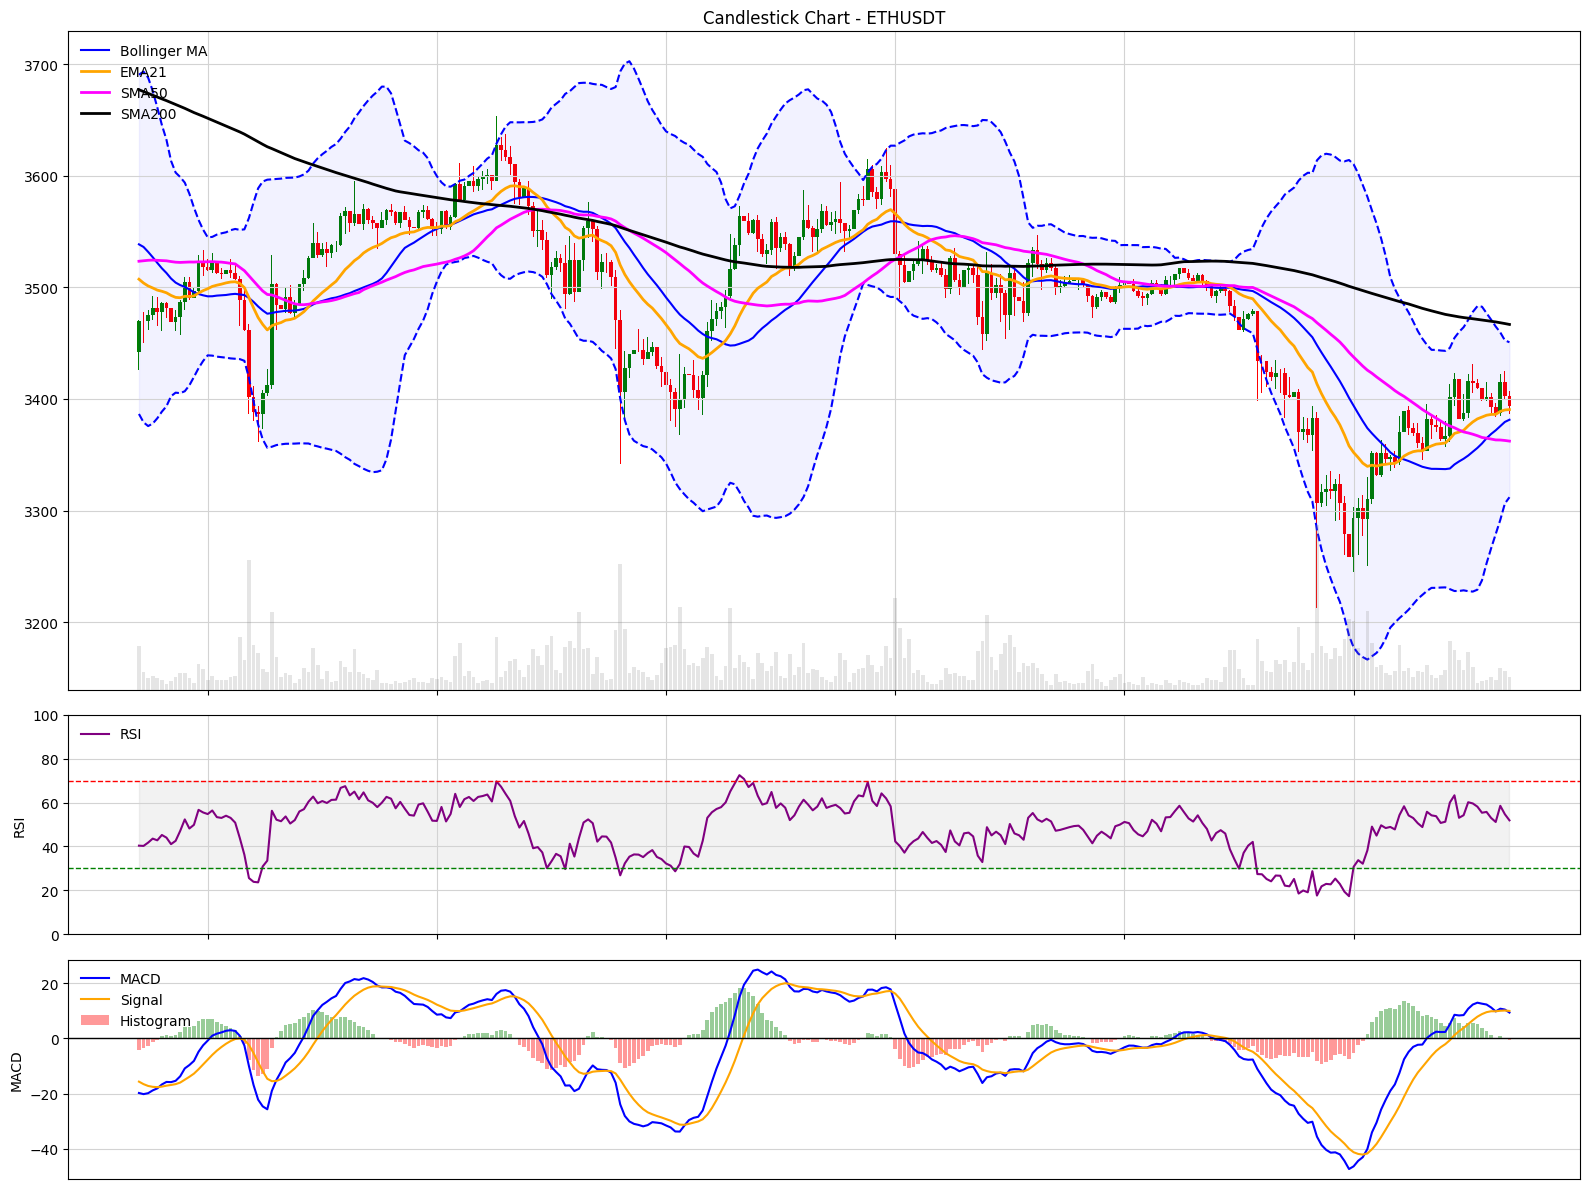 Candlestick Chart - ETHUSDT
Bollinger MA
EMA21
SMA50
SMA200
3700
3600
3500
3400
3300
3200
RSI
100
80
60
40
20
0
RSI
MACD
Signal
Histogram
20
0
−20
−40
MACD